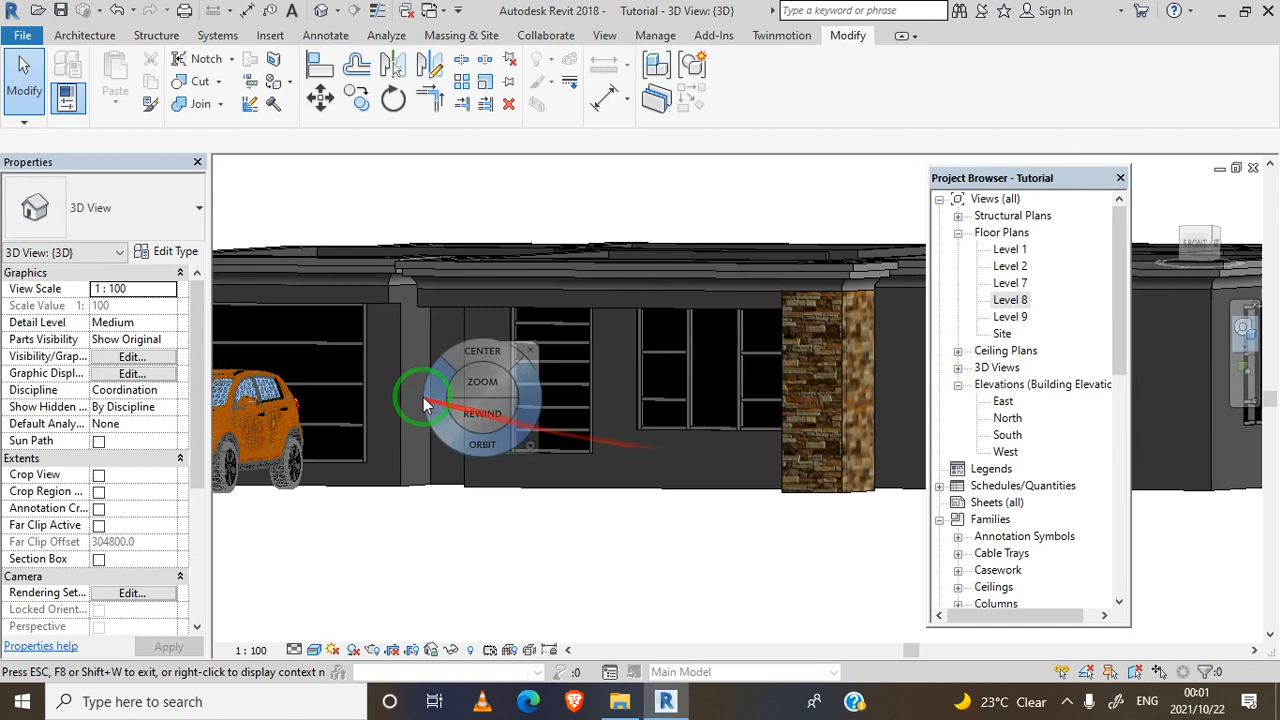 Autodesk Revit 2018 -
Tutorial - 3D View: {3D}
Type a keyword or phrase
Sign In
File
Architecture
Structure
Systems
Insert
Annotate
Analyze
Massing & Site
Collaborate
View
Manage
Add-Ins
Twinmotion
Modify
Modify
Paste
Notch
Cut
Join
Properties
3D View
3D View: {3D}
Edit Type
Graphics
View Scale
1 : 100
Scale Value 1:
100
Detail Level
Medium
Parts Visibility
Show Original
Visibility/Grap...
Edit...
Graphic Displ...
Edit...
Discipline
Coordination
Show Hidden ...
By Discipline
Default Analy...
None
Sun Path
Extents
Crop View
Crop Region ...
Annotation Cr...
Far Clip Active
Far Clip Offset
304800.0
Section Box
Camera
Rendering Set...
Edit...
Locked Orient...
Perspective
Properties help
Apply
CENTER
ZOOM
REWIND
ORBIT
FRONT
Project Browser - Tutorial
Views (all)
Structural Plans
Floor Plans
Level 1
Level 2
Level 7
Level 8
Level 9
Site
Ceiling Plans
3D Views
Elevations (Building Elevatic
East
North
South
West
Legends
Schedules/Quantities
Sheets (all)
Families
Annotation Symbols
Cable Trays
Casework
Ceilings
Columns
1 : 100
Press ESC, F8 or Shift+W to exit, or right-click to display context n
:0
Main Model
:0
Type here to search
23°C Clear
00:01
2021/10/22